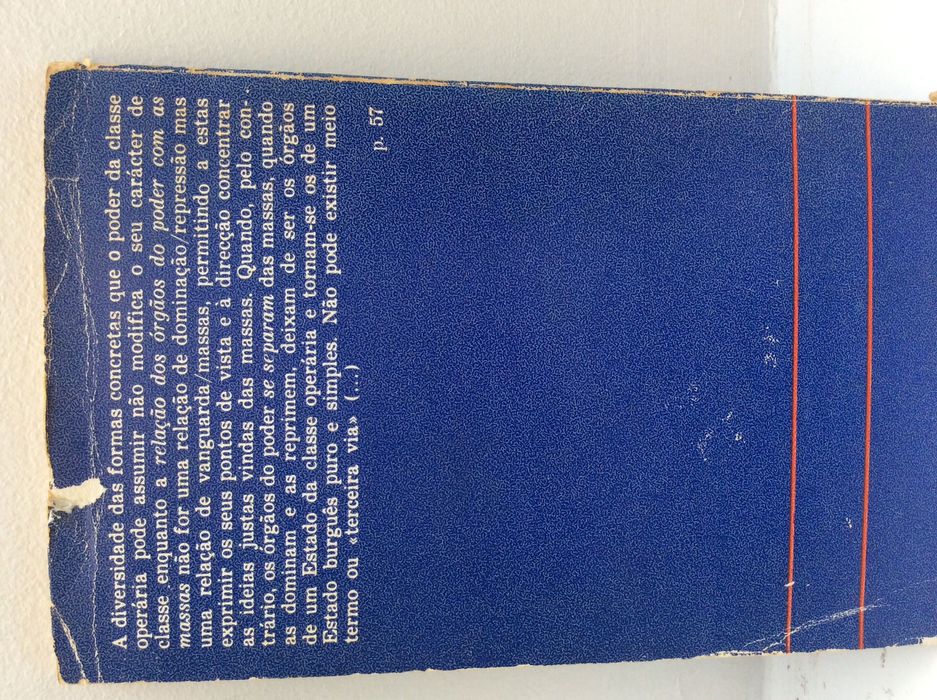 A diversidade das formas concretas que o poder da classe
operária pode assumir não modifica o seu carácter de
classe enquanto a relação dos órgãos do poder com as
massas não for uma relação de dominação/repressão mas
uma relação de vanguarda/massas, permitindo a estas
exprimir os seus pontos de vista e à direcção concentrar
as ideias justas vindas das massas. Quando, pelo con-
trário, os órgãos do poder se separam das massas, quando
as dominam e as reprimem, deixam de ser os órgãos
de um Estado da classe operária e tornam-se os de um
Estado burguês puro e simples. Não pode existir meio
termo ou «terceira via» (...)
p. 57